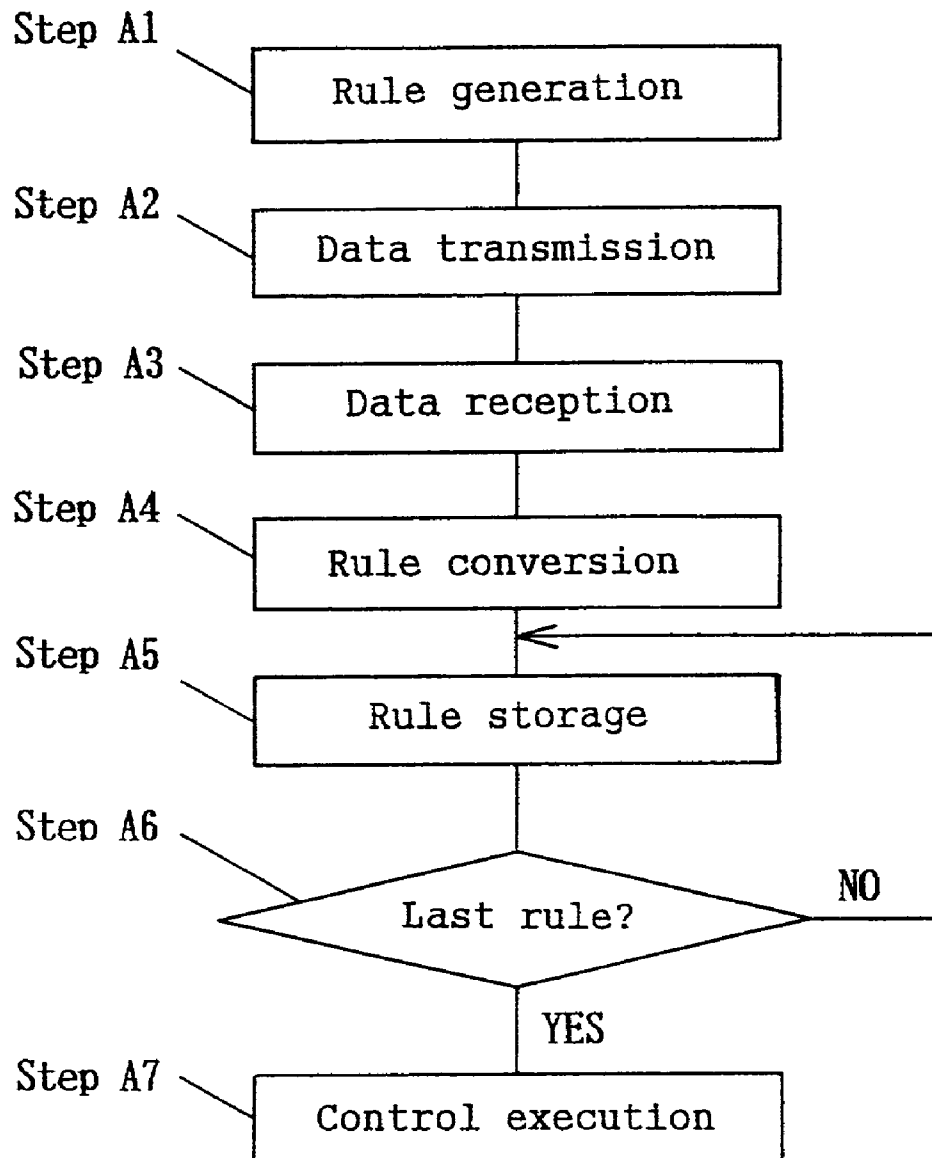 Step A1
Rule generation
Step A2
Data transmission
Step A3
Data reception
Step A4
Rule conversion
Step A5
Rule storage
Step A6
Last rule?
NO
YES
Step A7
Control execution